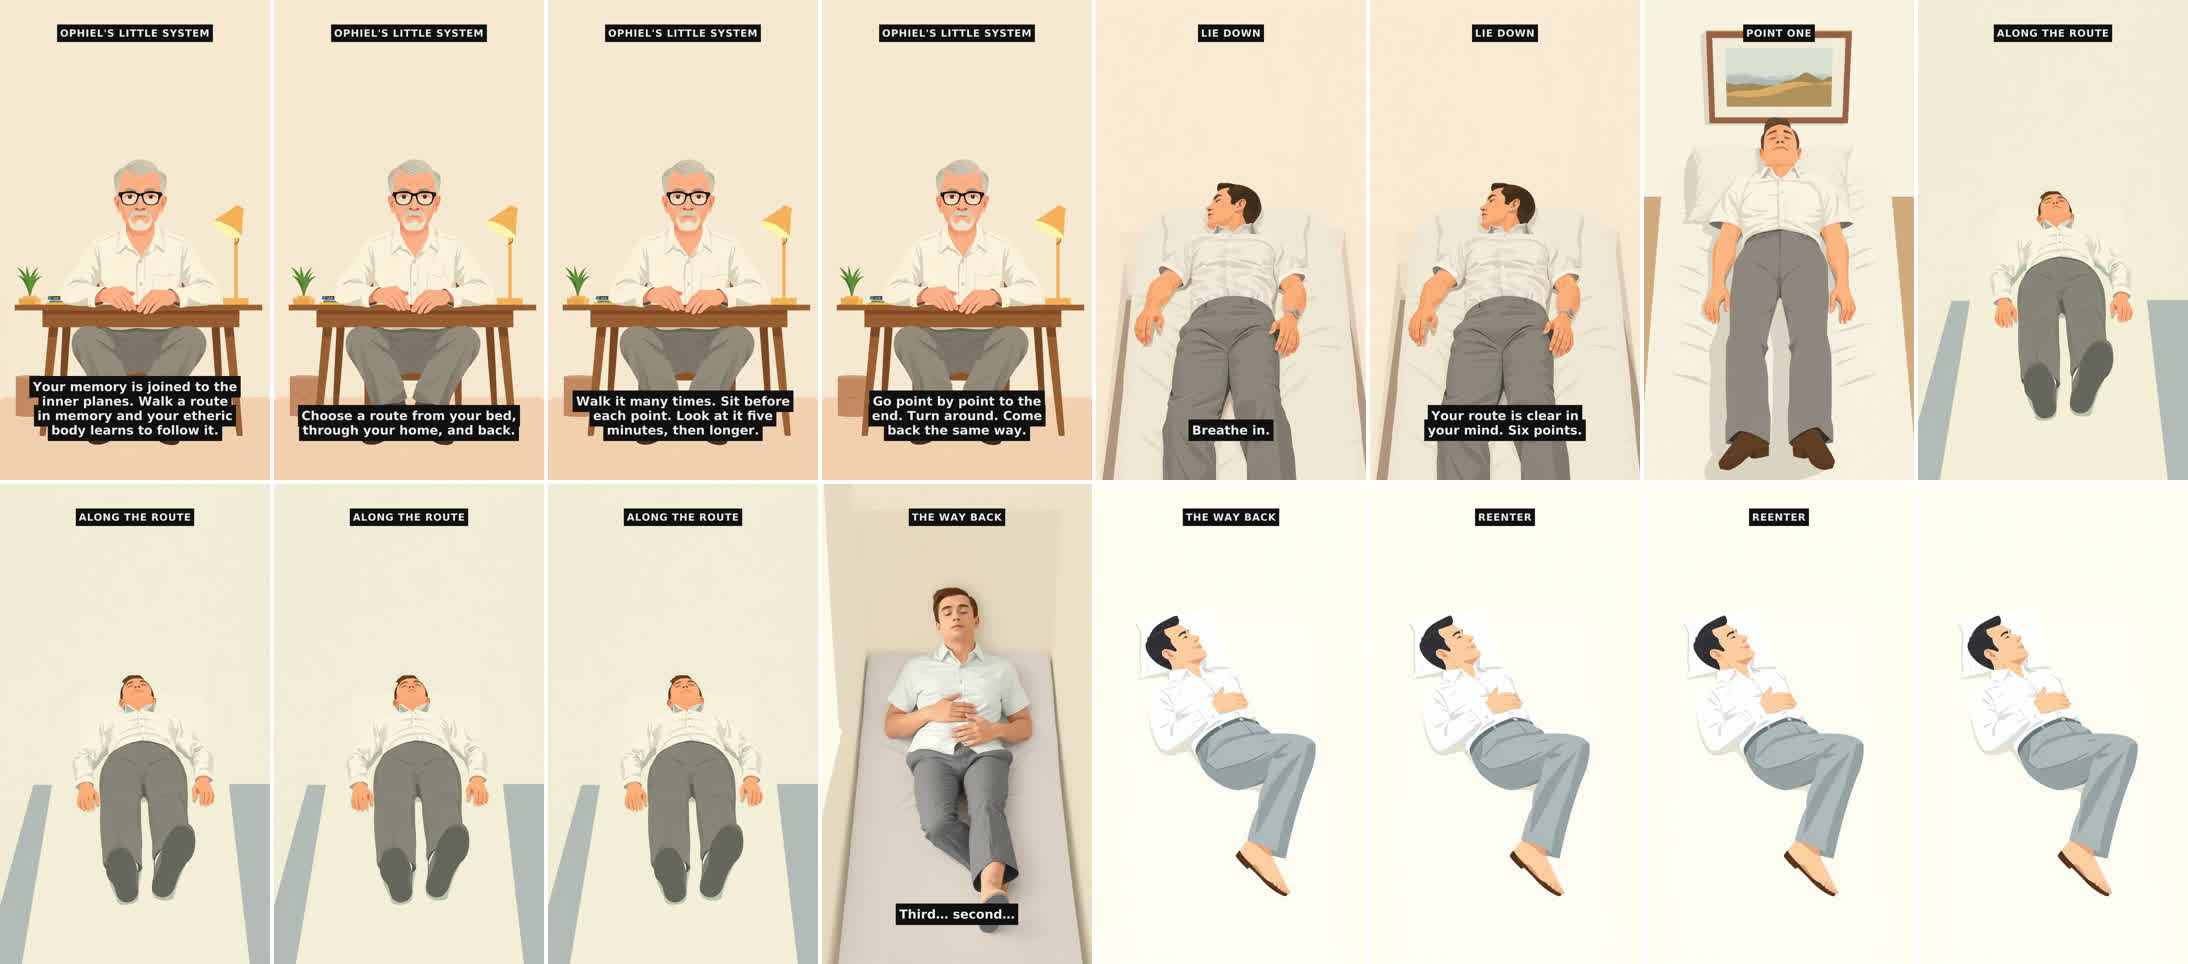 OPHIEL'S LITTLE SYSTEM
Your memory is joined to the
inner planes. Walk a route
in memory and your etheric
body learns to follow it.
OPHIEL'S LITTLE SYSTEM
Choose a route from your bed,
through your home, and back.
OPHIEL'S LITTLE SYSTEM
Walk it many times. Sit before
each point. Look at it five
minutes, then longer.
OPHIEL'S LITTLE SYSTEM
Go point by point to the
end. Turn around. Come
back the same way.
LIE DOWN
Breathe in.
LIE DOWN
Your route is clear in
your mind. Six points.
POINT ONE
ALONG THE ROUTE
ALONG THE ROUTE
ALONG THE ROUTE
ALONG THE ROUTE
THE WAY BACK
Third... second...
THE WAY BACK
REENTER
REENTER